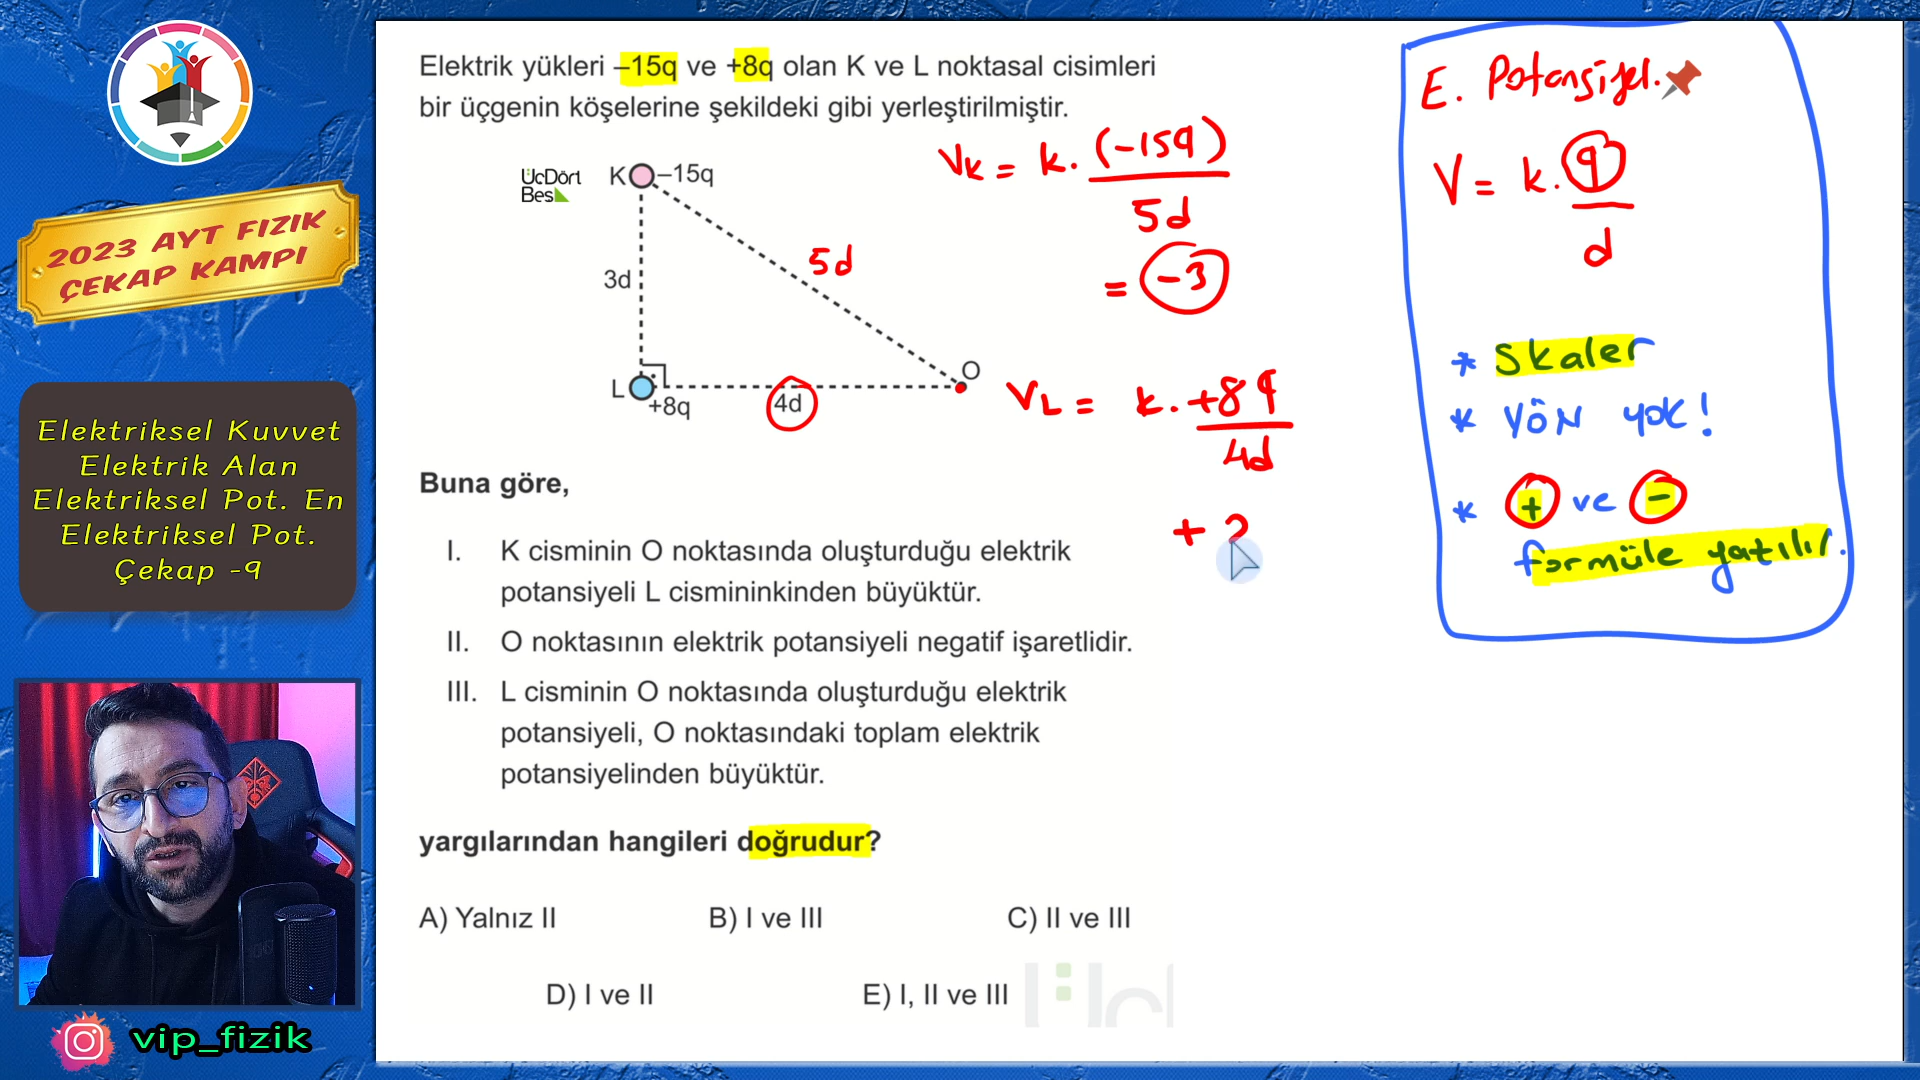 2023 AYT FIZIK
ÇEKAP KAMPI
Elektriksel Kuvvet
Elektrik Alan
Elektriksel Pot. En
Elektriksel Pot.
Çekap -9
vip_fizik
Elektrik yükleri –15q ve +8q olan K ve L noktasal cisimleri
bir üçgenin köşelerine şekildeki gibi yerleştirilmiştir.
ÜcDört
Bes
K –15q
3d
5d
L
+8q
4d
O
VK = k. (-15q)
5d
= -3
VL = k. +8q
4d
+ 2
Buna göre,
I. K cisminin O noktasında oluşturduğu elektrik
potansiyeli L cismininkinden büyüktür.
II. O noktasının elektrik potansiyeli negatif işaretlidir.
III. L cisminin O noktasında oluşturduğu elektrik
potansiyeli, O noktasındaki toplam elektrik
potansiyelinden büyüktür.
yargılarından hangileri doğrudur?
A) Yalnız II B) I ve III C) II ve III
D) I ve II E) I, II ve III
E. Potansiyel.
V = k. q
d
* Skaler
* YÖN yok!
* + ve -
formüle yatılır.